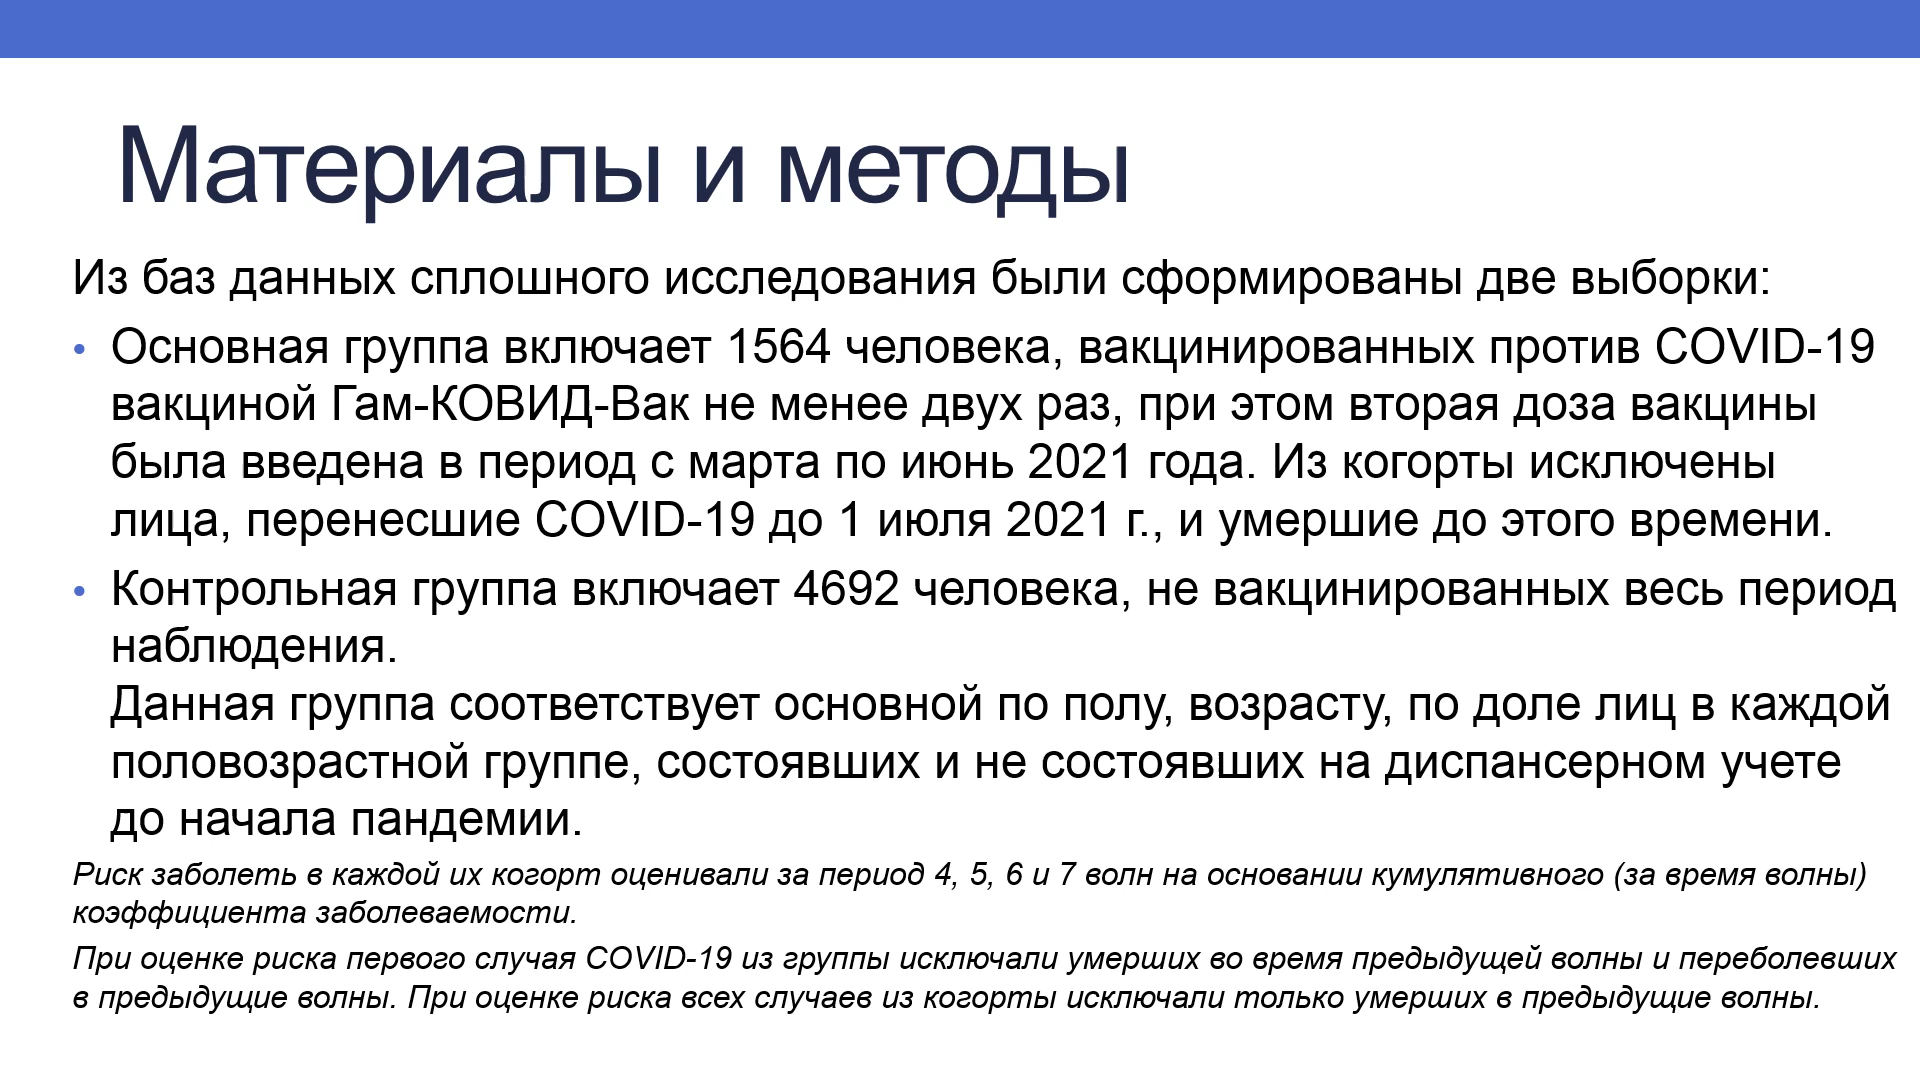 Материалы и методы
Из баз данных сплошного исследования были сформированы две выборки:
• Основная группа включает 1564 человека, вакцинированных против COVID-19
вакциной Гам-КОВИД-Вак не менее двух раз, при этом вторая доза вакцины
была введена в период с марта по июнь 2021 года. Из когорты исключены
лица, перенесшие COVID-19 до 1 июля 2021 г., и умершие до этого времени.
• Контрольная группа включает 4692 человека, не вакцинированных весь период
наблюдения.
Данная группа соответствует основной по полу, возрасту, по доле лиц в каждой
половозрастной группе, состоявших и не состоявших на диспансерном учете
до начала пандемии.
Риск заболеть в каждой их когорт оценивали за период 4, 5, 6 и 7 волн на основании кумулятивного (за время волны)
коэффициента заболеваемости.
При оценке риска первого случая COVID-19 из группы исключали умерших во время предыдущей волны и переболевших
в предыдущие волны. При оценке риска всех случаев из когорты исключали только умерших в предыдущие волны.